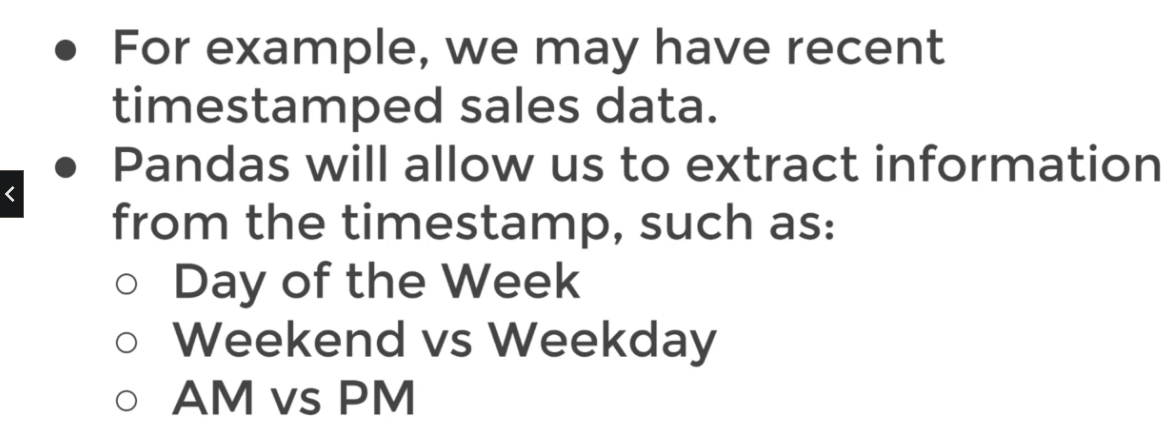 ● For example, we may have recent
timestamped sales data.
● Pandas will allow us to extract information
from the timestamp, such as:
○ Day of the Week
○ Weekend vs Weekday
○ AM vs PM